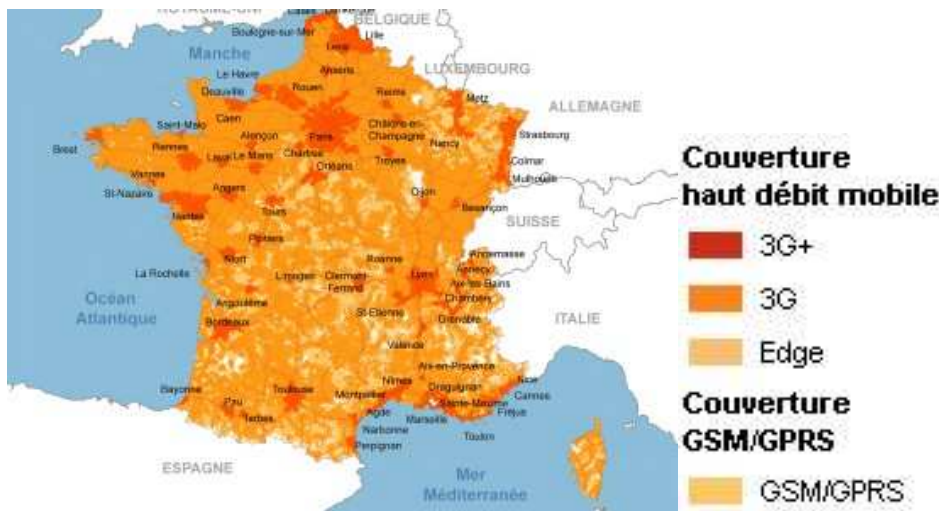 ROYAUME-UNI
BELGIQUE
Boulogne-sur-Mer
Lille
Manche
Lens
Amiens
LUXEMBOURG
Le Havre
Deauville
Rouen
Reims
Metz
ALLEMAGNE
Caen
Saint-Malo
Alençon
Paris
Châlons-en-
Champagne
Nancy
Strasbourg
Brest
Rennes
Laval
Le Mans
Chartres
Orléans
Troyes
Colmar
Mulhouse
Vannes
St-Nazaire
Angers
Dijon
Nantes
Tours
Besançon
SUISSE
Poitiers
Niort
La Rochelle
Limoges
Clermont-
Ferrand
Roanne
Lyon
Annemasse
Annecy
Aix-les-Bains
Chambéry
Océan
Atlantique
Angoulême
Bordeaux
St-Etienne
Grenoble
ITALIE
Valence
Aix-en-Provence
Bayonne
Pau
Tarbes
Toulouse
Montpellier
Nîmes
Draguignan
Nice
Cannes
Sainte-Maxime
Fréjus
Agde
Marseille
Narbonne
Toulon
Perpignan
ESPAGNE
Mer
Méditerranée
Couverture
haut débit mobile
3G+
3G
Edge
Couverture
GSM/GPRS
GSM/GPRS